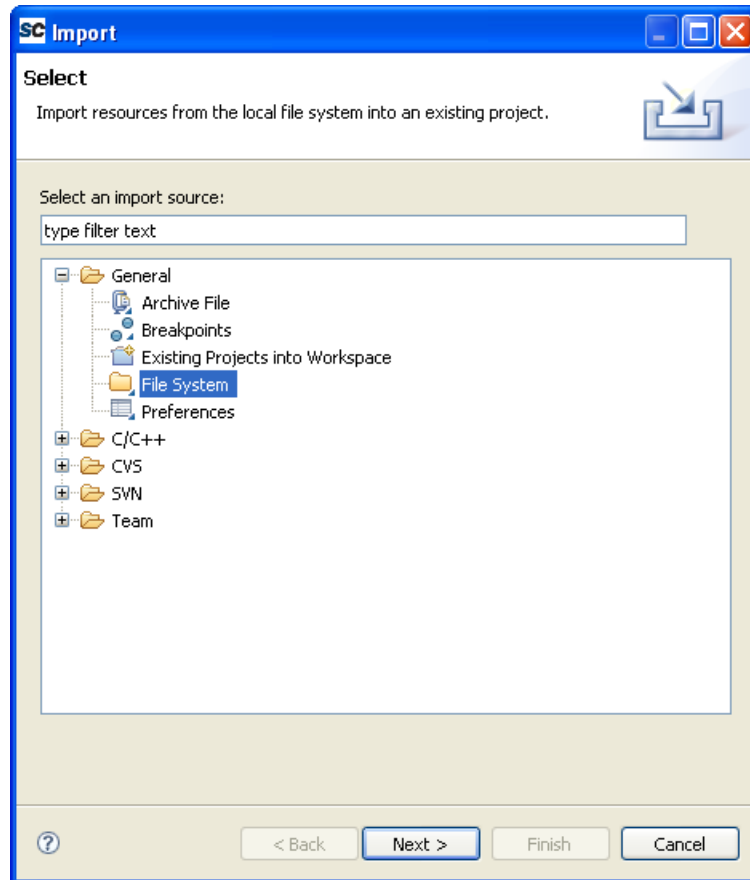 SC Import
Select
Import resources from the local file system into an existing project.
Select an import source:
type filter text
General
Archive File
Breakpoints
Existing Projects into Workspace
File System
Preferences
C/C++
CVS
SVN
Team
? < Back Next > Finish Cancel